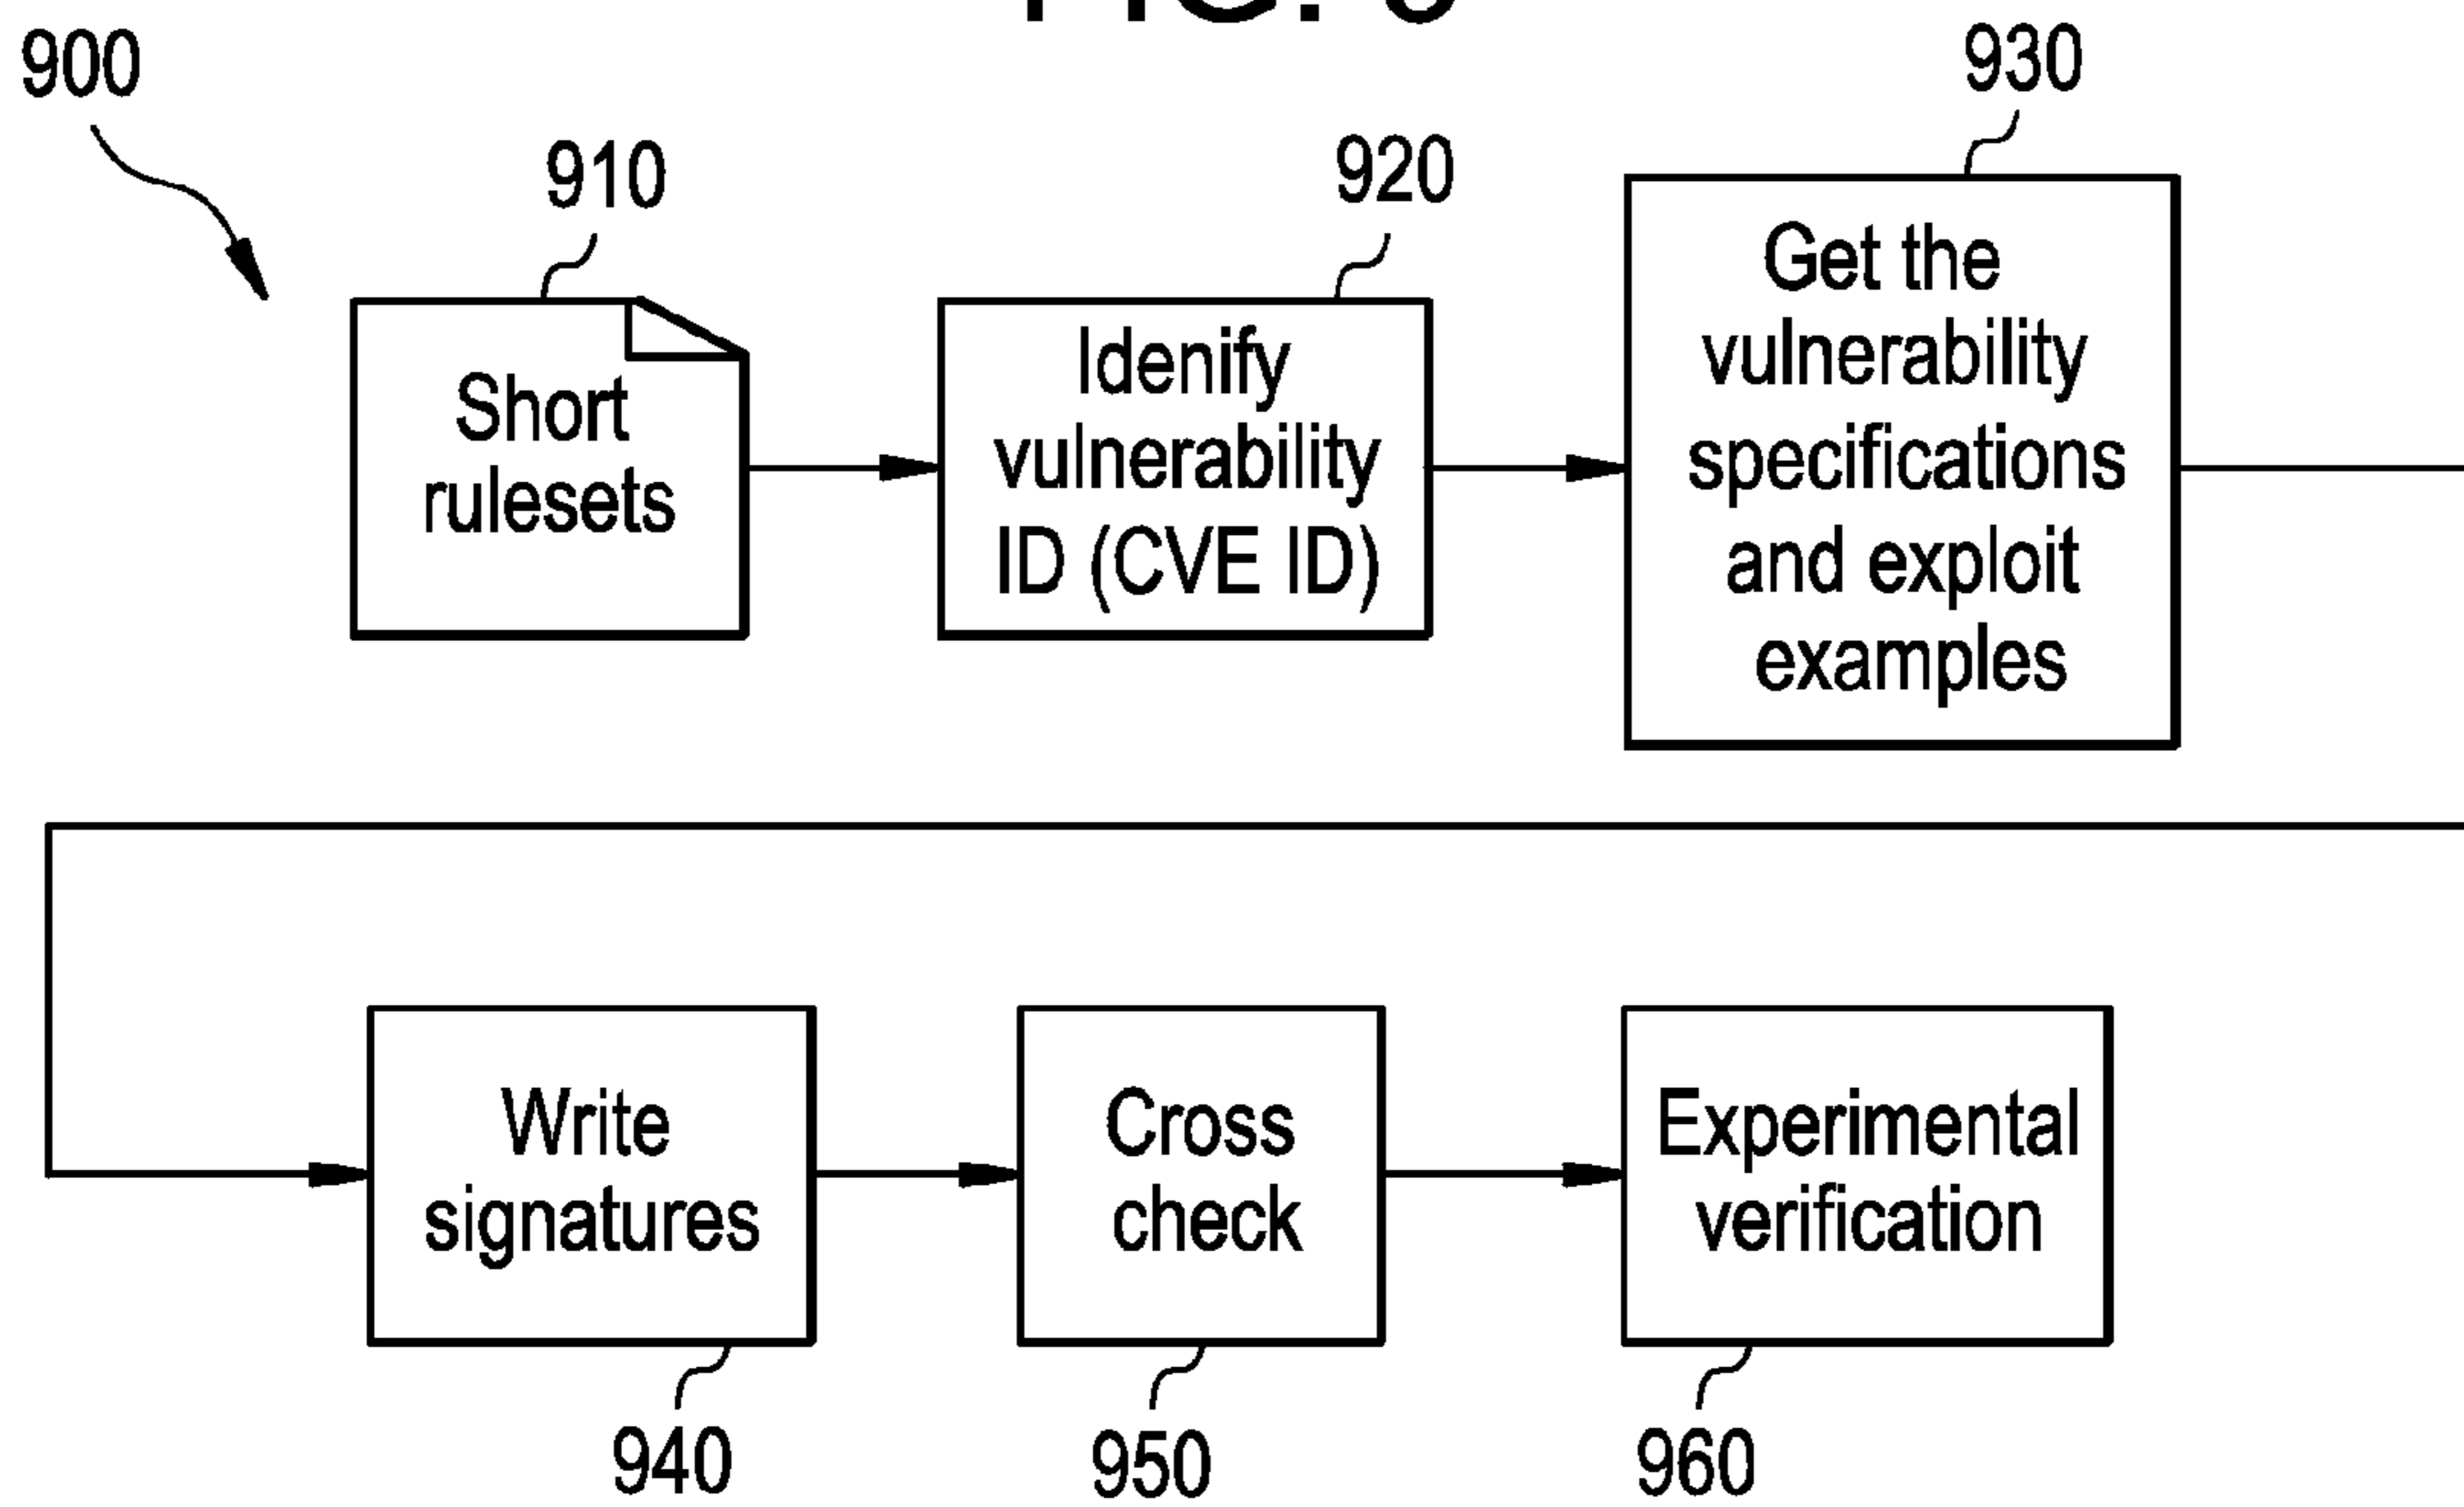 900
910
920
930
Short
rulesets
Idenify
vulnerability
ID (CVE ID)
Get the
vulnerability
specifications
and exploit
examples
Write
signatures
Cross
check
Experimental
verification
940
950
960